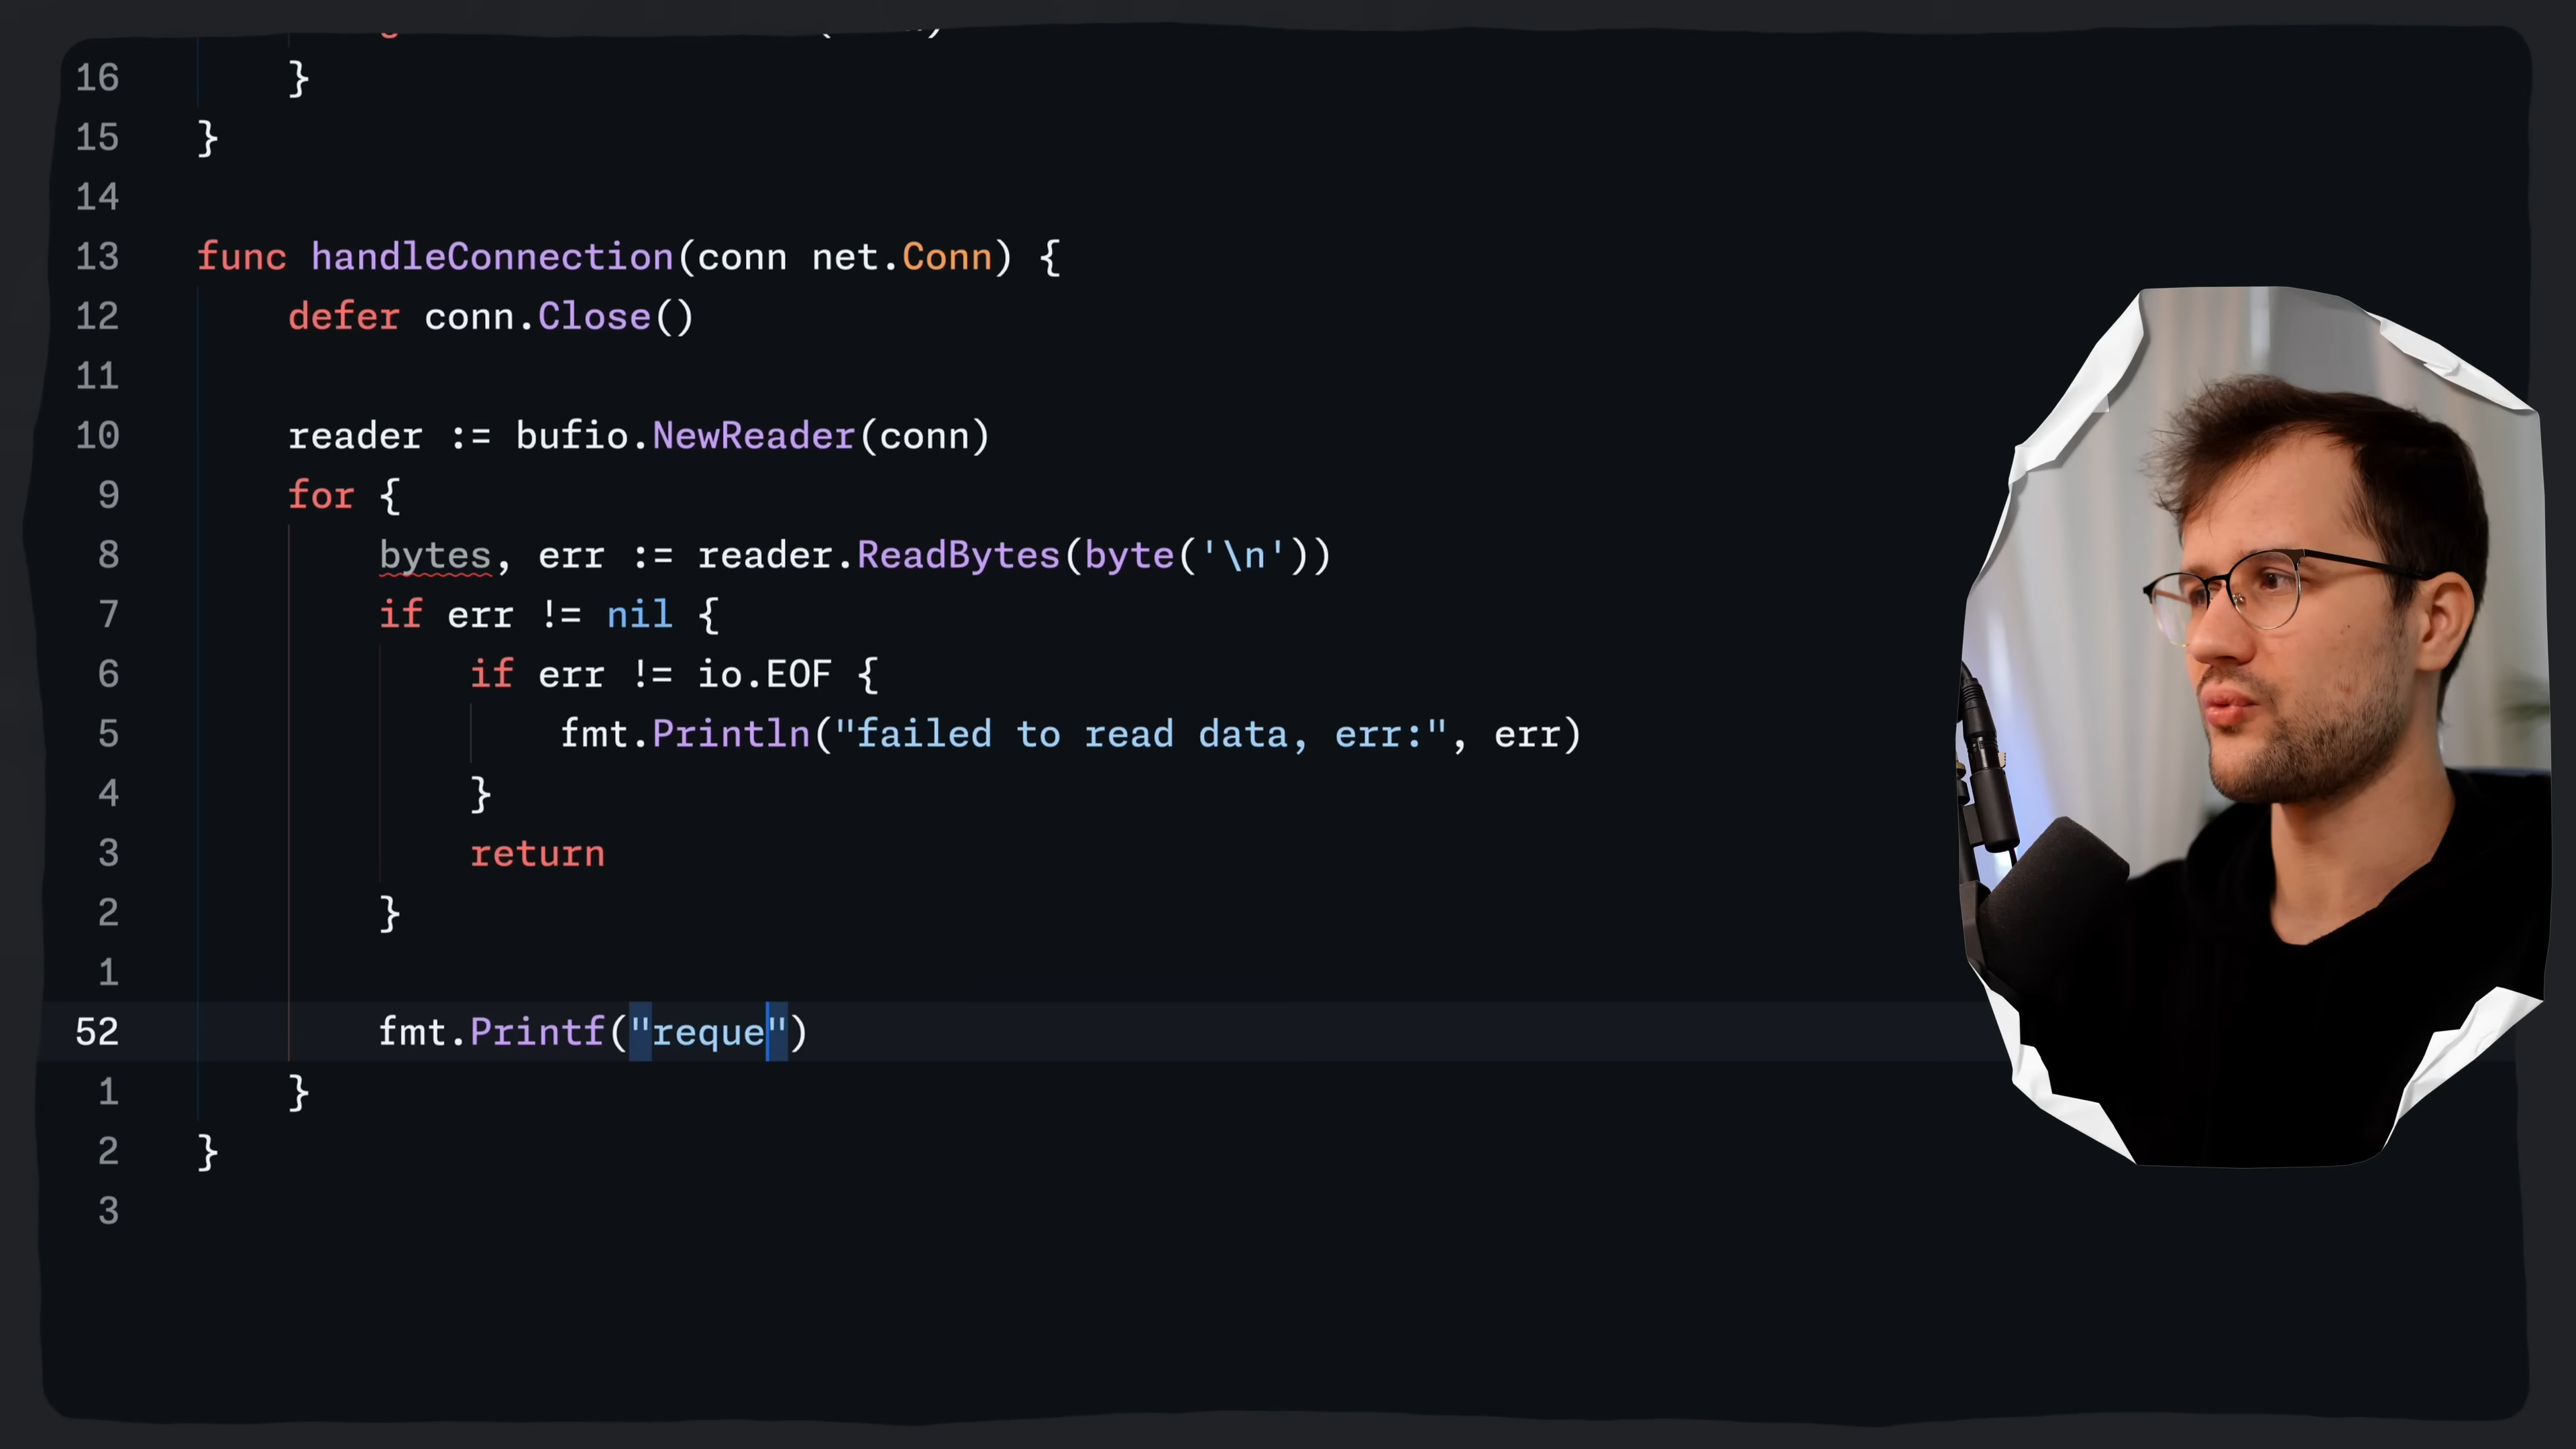 16 }
15 }
14
13 func handleConnection(conn net.Conn) {
12 defer conn.Close()
11
10 reader := bufio.NewReader(conn)
9 for {
8 bytes, err := reader.ReadBytes(byte('\n'))
7 if err != nil {
6 if err != io.EOF {
5 fmt.Println("failed to read data, err:", err)
4 }
3 return
2 }
1
52 fmt.Printf("reque")
1 }
2 }
3